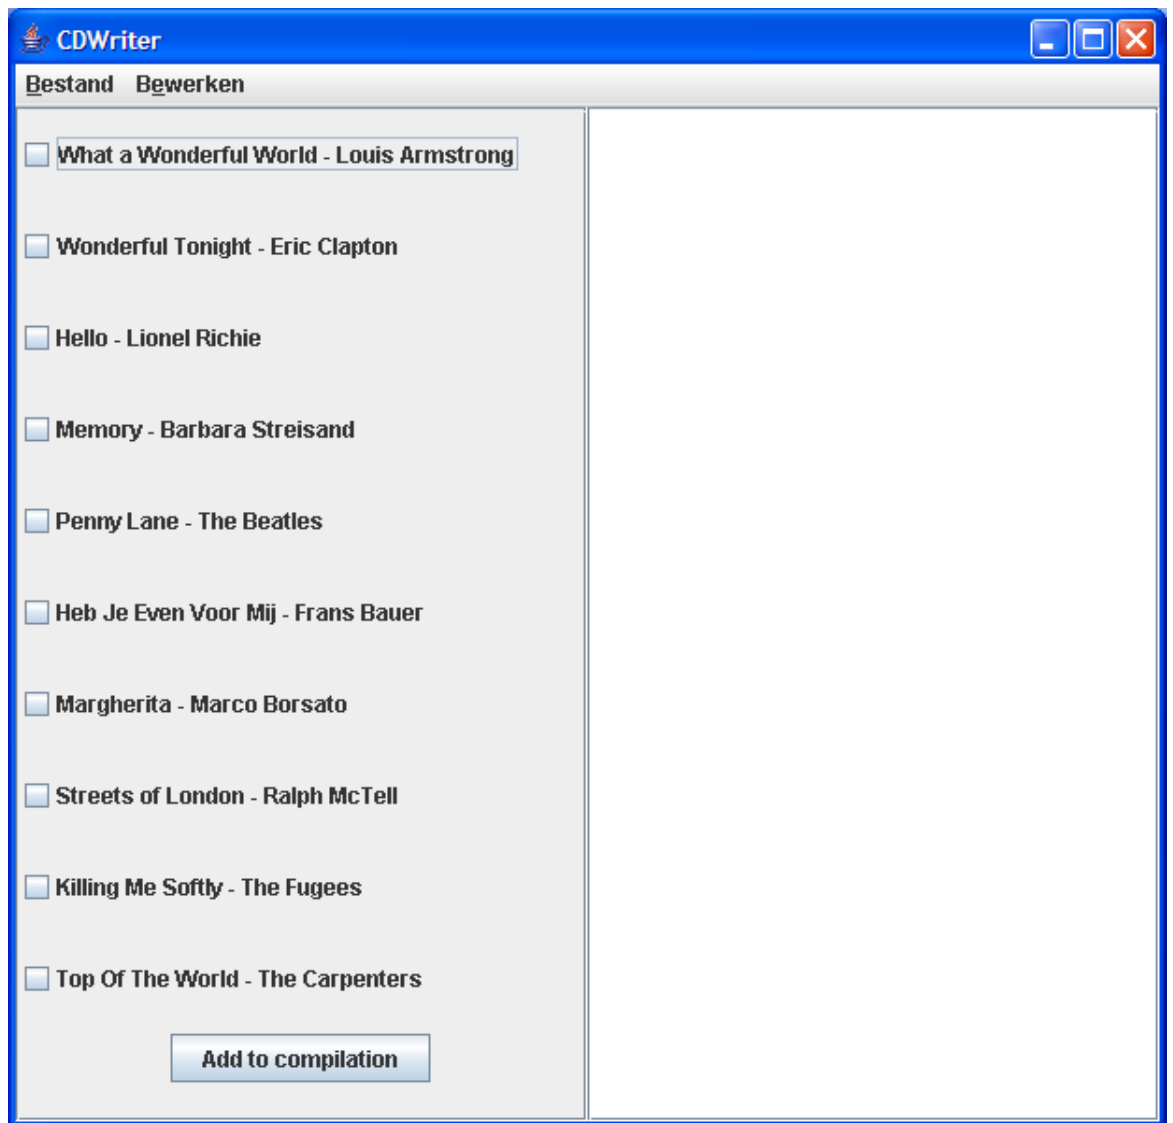 CDWriter
Bestand Bewerken
What a Wonderful World - Louis Armstrong
Wonderful Tonight - Eric Clapton
Hello - Lionel Richie
Memory - Barbara Streisand
Penny Lane - The Beatles
Heb Je Even Voor Mij - Frans Bauer
Margherita - Marco Borsato
Streets of London - Ralph McTell
Killing Me Softly - The Fugees
Top Of The World - The Carpenters
Add to compilation